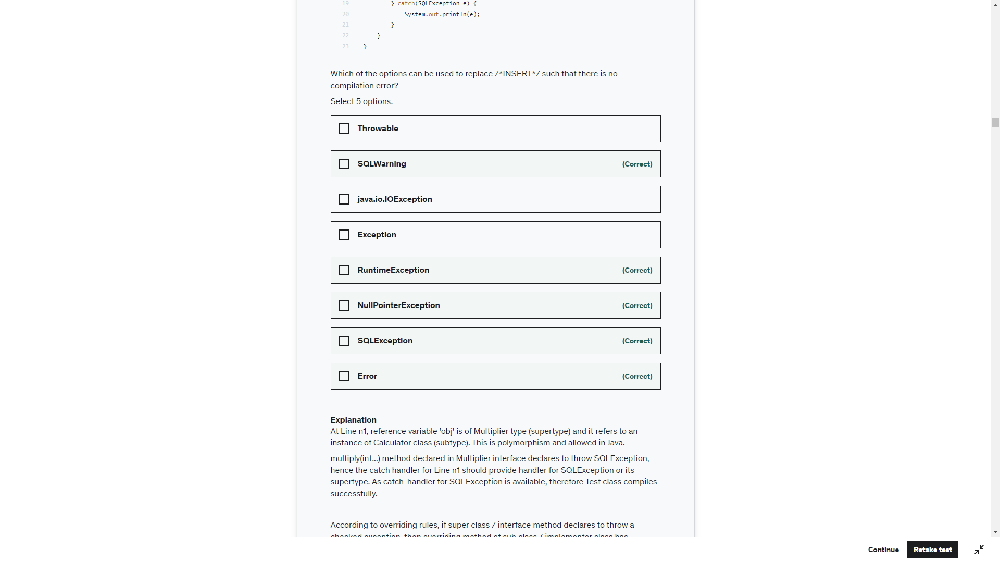 19 } catch(SQLException e) {
20 System.out.println(e);
21 }
22 }
23 }
Which of the options can be used to replace /*INSERT*/ such that there is no
compilation error?
Select 5 options.
Throwable
SQLWarning (Correct)
java.io.IOException
Exception
RuntimeException (Correct)
NullPointerException (Correct)
SQLException (Correct)
Error (Correct)
Explanation
At Line n1, reference variable 'obj' is of Multiplier type (supertype) and it refers to an
instance of Calculator class (subtype). This is polymorphism and allowed in Java.
multiply(int...) method declared in Multiplier interface declares to throw SQLException,
hence the catch handler for Line n1 should provide handler for SQLException or its
supertype. As catch-handler for SQLException is available, therefore Test class compiles
successfully.
According to overriding rules, if super class / interface method declares to throw a
checked exception, then overriding method of sub class / implementer class has
Continue Retake test